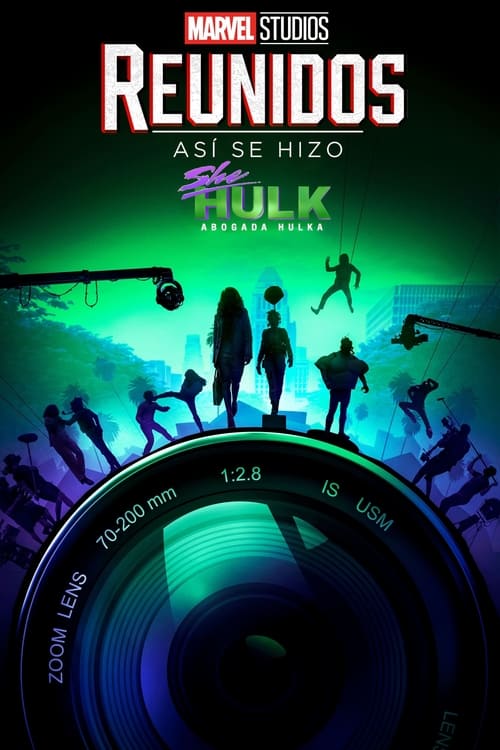 MARVEL STUDIOS
REUNIDOS
ASÍ SE HIZO
She
HULK
ABOGADA HULKA
1:2.8
70-200 mm
IS USM
ZOOM LENS
LEN